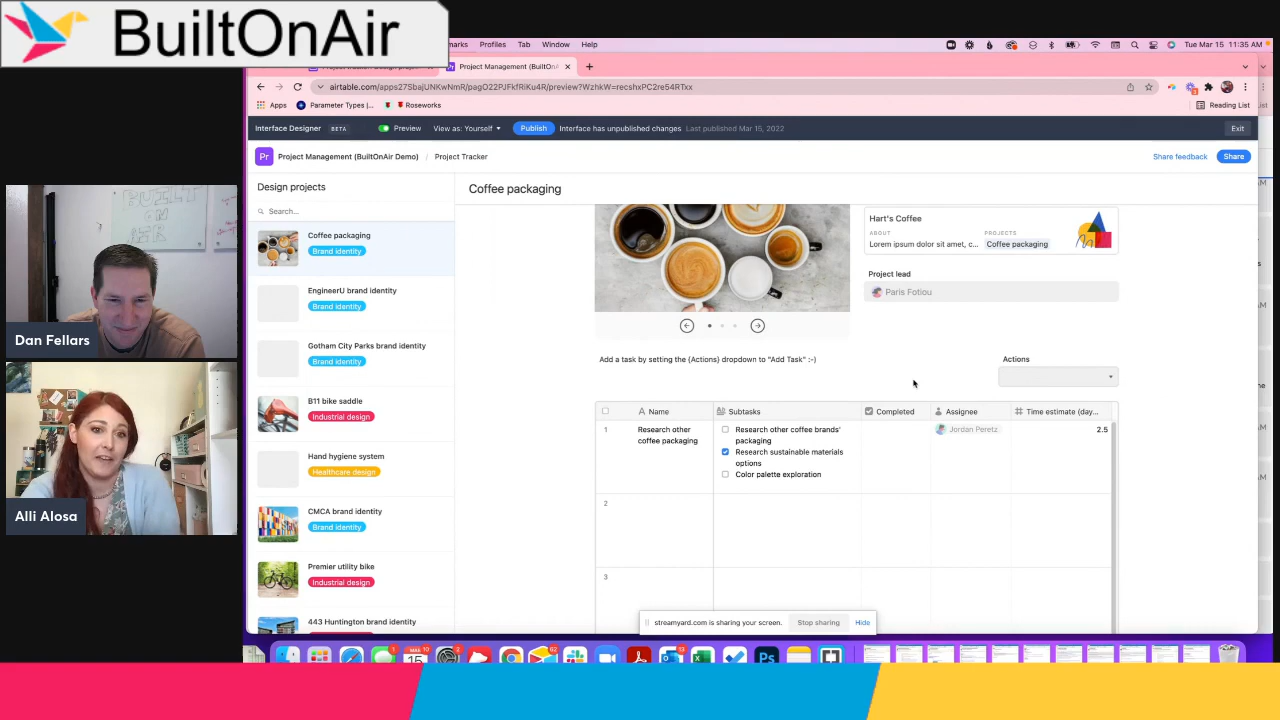 BuiltOnAir
Profiles Tab Window Help
Tue Mar 15 11:35 AM
Project Management (BuiltOnA
airtable.com/apps27SbajUNKwNmR/pagO22PJFkfRiKu4R/preview?WzhkW=recshxPC2re54RTxx
Apps Parameter Types |... Roseworks
Reading List
Interface Designer BETA Preview View as: Yourself Publish Interface has unpublished changes Last published Mar 15, 2022 Exit
Pr Project Management (BuiltOnAir Demo) / Project Tracker Share feedback Share
Design projects
Search...
Coffee packaging
Brand identity
EngineerU brand identity
Brand identity
Gotham City Parks brand identity
Brand identity
B11 bike saddle
Industrial design
Hand hygiene system
Healthcare design
CMCA brand identity
Brand identity
Premier utility bike
Industrial design
443 Huntington brand identity
Coffee packaging
Hart's Coffee
ABOUT PROJECTS
Lorem ipsum dolor sit amet, c... Coffee packaging
Project lead
Paris Fotiou
Add a task by setting the {Actions} dropdown to "Add Task" :-)
Actions
Name Subtasks Completed Assignee Time estimate (day...
1 Research other coffee packaging
Research other coffee brands' packaging
Research sustainable materials options
Color palette exploration
Jordan Peretz 2.5
2
3
streamyard.com is sharing your screen. Stop sharing Hide
BUILT
ON
AIR
Dan Fellars
Alli Alosa